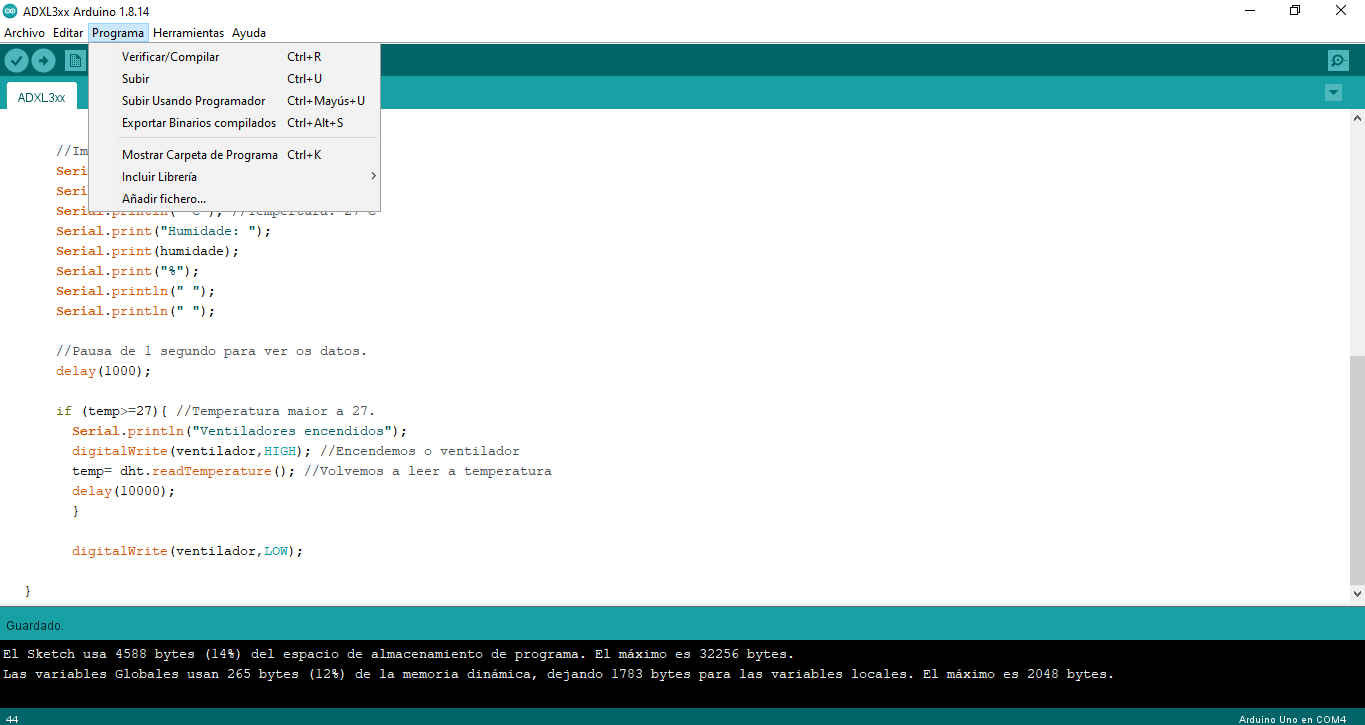 ADXL3xx Arduino 1.8.14
Archivo Editar Programa Herramientas Ayuda
Verificar/Compilar Ctrl+R
Subir Ctrl+U
Subir Usando Programador Ctrl+Mayús+U
Exportar Binarios compilados Ctrl+Alt+S
Mostrar Carpeta de Programa Ctrl+K
Incluir Librería
Añadir fichero...
ADXL3xx
//Im
Seri
Seri
Serial.println(" C"); //Tempertura: 27 C
Serial.print("Humidade: ");
Serial.print(humidade);
Serial.print("%");
Serial.println(" ");
Serial.println(" ");
//Pausa de 1 segundo para ver os datos.
delay(1000);
if (temp>=27){ //Temperatura maior a 27.
Serial.println("Ventiladores encendidos");
digitalWrite(ventilador,HIGH); //Encendemos o ventilador
temp= dht.readTemperature(); //Volvemos a leer a temperatura
delay(10000);
}
digitalWrite(ventilador,LOW);
}
Guardado.
El Sketch usa 4588 bytes (14%) del espacio de almacenamiento de programa. El máximo es 32256 bytes.
Las variables Globales usan 265 bytes (12%) de la memoria dinámica, dejando 1783 bytes para las variables locales. El máximo es 2048 bytes.
44
Arduino Uno en COM4